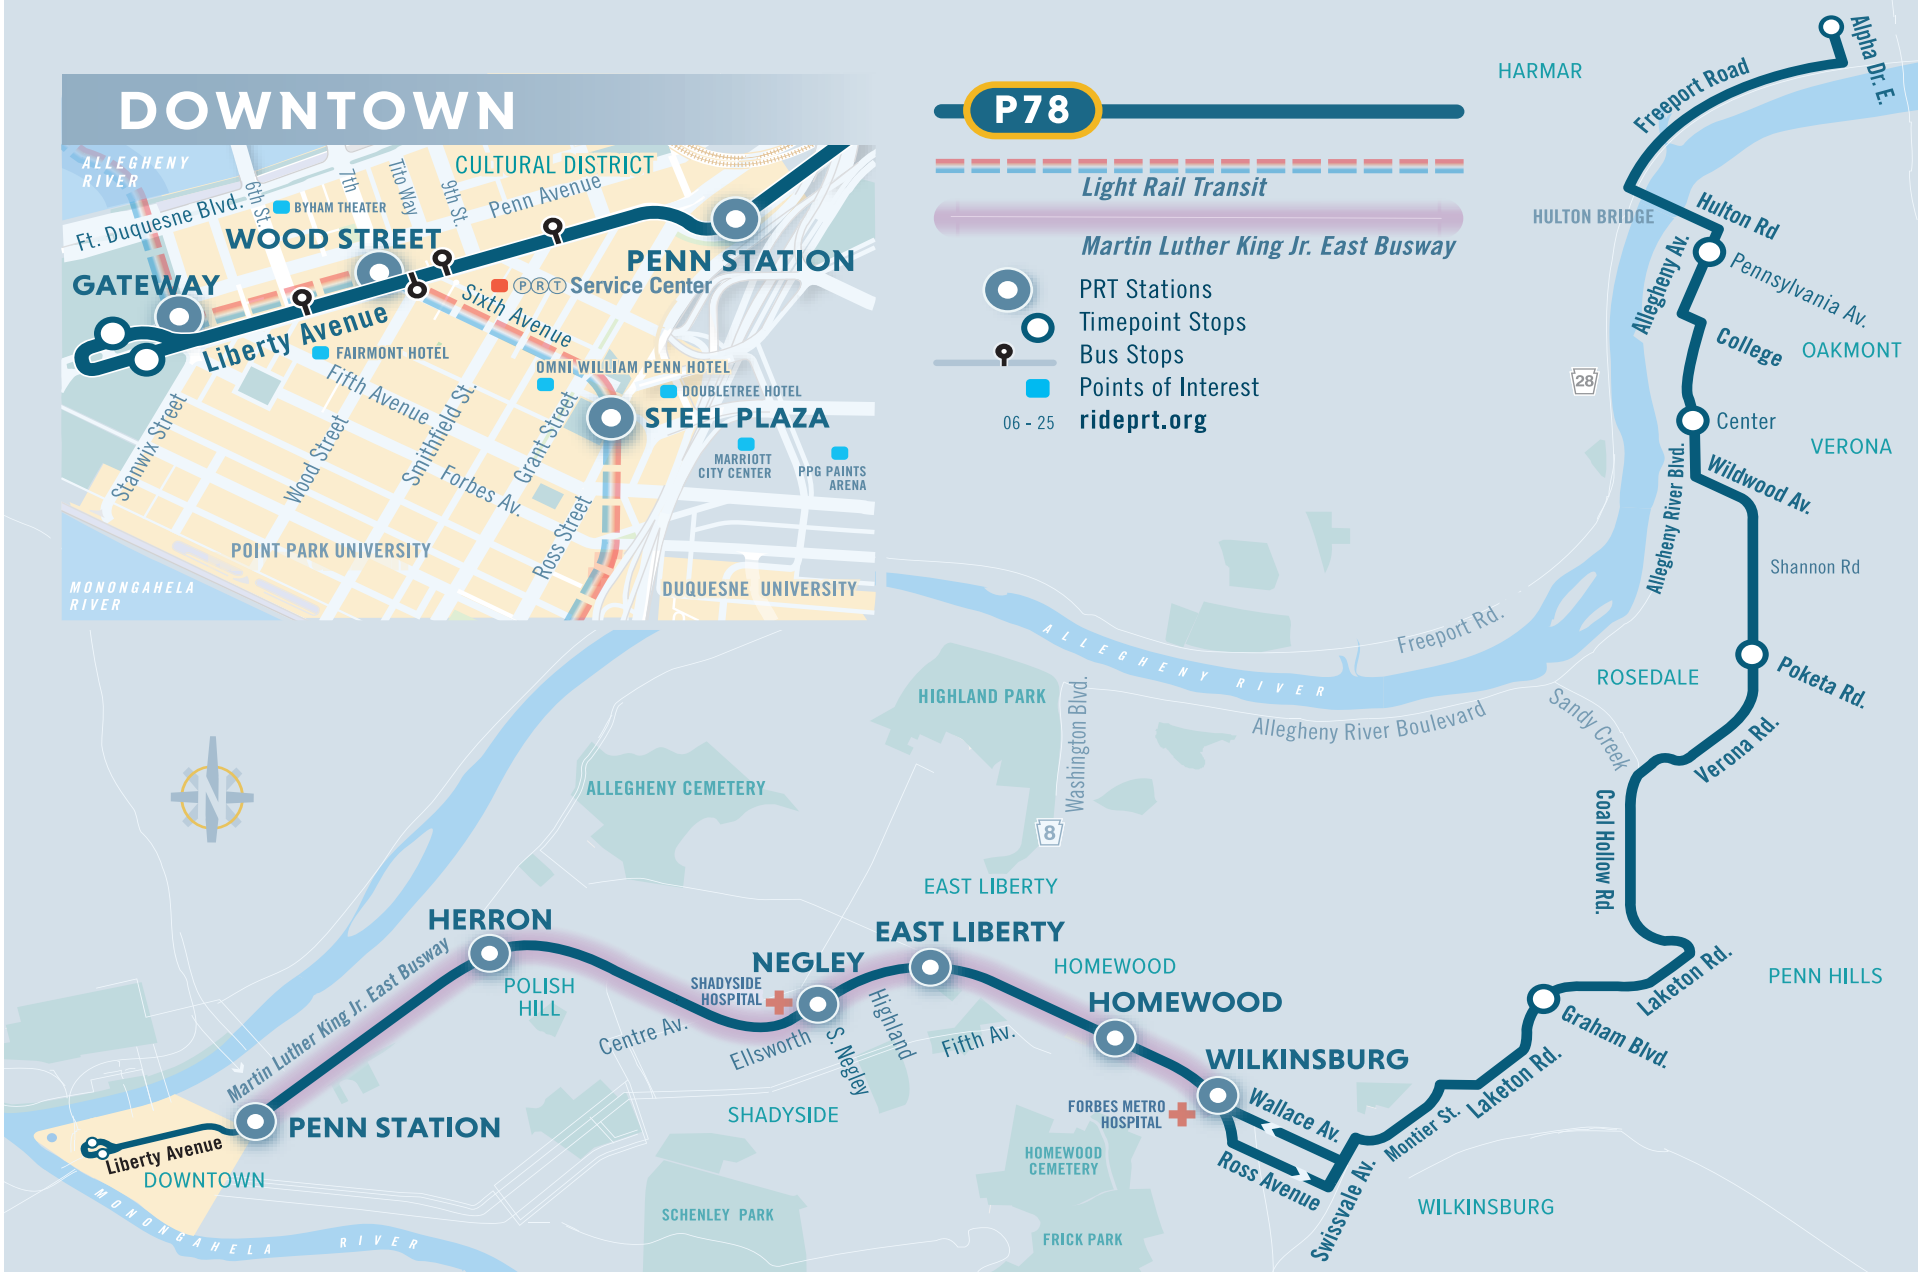 DOWNTOWN
ALLEGHENY
RIVER
CULTURAL DISTRICT
6th St.
7th
Tito Way
9th St.
Penn Avenue
Ft. Duquesne Blvd.
BYHAM THEATER
WOOD STREET
GATEWAY
PENN STATION
PRT Service Center
Sixth Avenue
Liberty Avenue
FAIRMONT HOTEL
Fifth Avenue
OMNI WILLIAM PENN HOTEL
DOUBLETREE HOTEL
STEEL PLAZA
Stanwix Street
Wood Street
Smithfield St.
Grant Street
Forbes Av.
Ross Street
MARRIOTT
CITY CENTER
PPG PAINTS
ARENA
POINT PARK UNIVERSITY
MONONGAHELA
RIVER
DUQUESNE UNIVERSITY
P78
Light Rail Transit
Martin Luther King Jr. East Busway
PRT Stations
Timepoint Stops
Bus Stops
Points of Interest
06 - 25 rideprt.org
HARMAR
Freeport Road
Alpha Dr. E.
HULTON BRIDGE
Hulton Rd
Allegheny Av.
Pennsylvania Av.
College
OAKMONT
28
Center
VERONA
Allegheny River Blvd.
Wildwood Av.
Shannon Rd
Freeport Rd.
ALLEGHENY RIVER
Allegheny River Boulevard
Sandy Creek
ROSEDALE
Poketa Rd.
Verona Rd.
HIGHLAND PARK
Washington Blvd.
8
ALLEGHENY CEMETERY
N
Coal Hollow Rd.
EAST LIBERTY
HERRON
EAST LIBERTY
NEGLEY
Martin Luther King Jr. East Busway
POLISH
HILL
SHADYSIDE
HOSPITAL
HOMEWOOD
HOMEWOOD
Centre Av.
Ellsworth
S. Negley
Highland
Fifth Av.
Laketon Rd.
PENN HILLS
Graham Blvd.
WILKINSBURG
Laketon Rd.
FORBES METRO
HOSPITAL
Wallace Av.
Montier St.
PENN STATION
SHADYSIDE
Liberty Avenue
DOWNTOWN
HOMEWOOD
CEMETERY
Ross Avenue
Swissvale Av.
WILKINSBURG
SCHENLEY PARK
FRICK PARK
MONONGAHELA RIVER